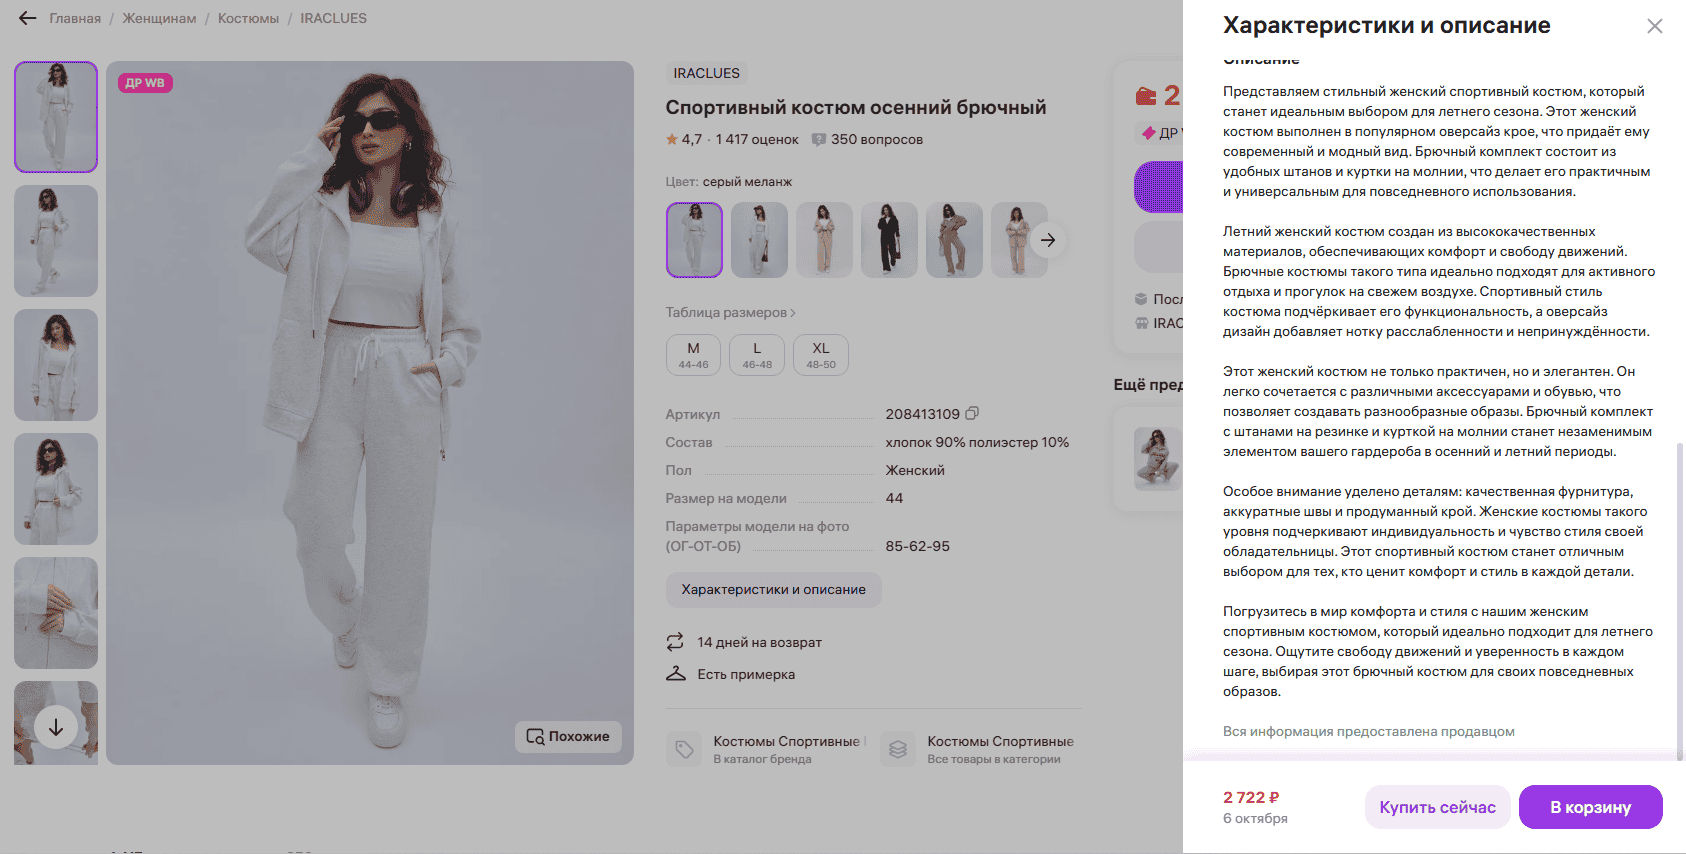 Главная / Женщинам / Костюмы / IRACLUES
ДР WB
Похожие
IRACLUES
Спортивный костюм осенний брючный
4,7 · 1 417 оценок 350 вопросов
Цвет: серый меланж
Таблица размеров
M L XL
44-46 46-48 48-50
Артикул 208413109
Состав хлопок 90% полиэстер 10%
Пол Женский
Размер на модели 44
Параметры модели на фото
(ОГ-ОТ-ОБ) 85-62-95
Характеристики и описание
14 дней на возврат
Есть примерка
Костюмы Спортивные
В каталог бренда
Костюмы Спортивные
Все товары в категории
2
ДР
Посл
IRAC
Ещё пред
Характеристики и описание
Описание
Представляем стильный женский спортивный костюм, который
станет идеальным выбором для летнего сезона. Этот женский
костюм выполнен в популярном оверсайз крое, что придаёт ему
современный и модный вид. Брючный комплект состоит из
удобных штанов и куртки на молнии, что делает его практичным
и универсальным для повседневного использования.
Летний женский костюм создан из высококачественных
материалов, обеспечивающих комфорт и свободу движений.
Брючные костюмы такого типа идеально подходят для активного
отдыха и прогулок на свежем воздухе. Спортивный стиль
костюма подчёркивает его функциональность, а оверсайз
дизайн добавляет нотку расслабленности и непринуждённости.
Этот женский костюм не только практичен, но и элегантен. Он
легко сочетается с различными аксессуарами и обувью, что
позволяет создавать разнообразные образы. Брючный комплект
с штанами на резинке и курткой на молнии станет незаменимым
элементом вашего гардероба в осенний и летний периоды.
Особое внимание уделено деталям: качественная фурнитура,
аккуратные швы и продуманный крой. Женские костюмы такого
уровня подчеркивают индивидуальность и чувство стиля своей
обладательницы. Этот спортивный костюм станет отличным
выбором для тех, кто ценит комфорт и стиль в каждой детали.
Погрузитесь в мир комфорта и стиля с нашим женским
спортивным костюмом, который идеально подходит для летнего
сезона. Ощутите свободу движений и уверенность в каждом
шаге, выбирая этот брючный костюм для своих повседневных
образов.
Вся информация предоставлена продавцом
2 722 ₽
6 октября
Купить сейчас
В корзину